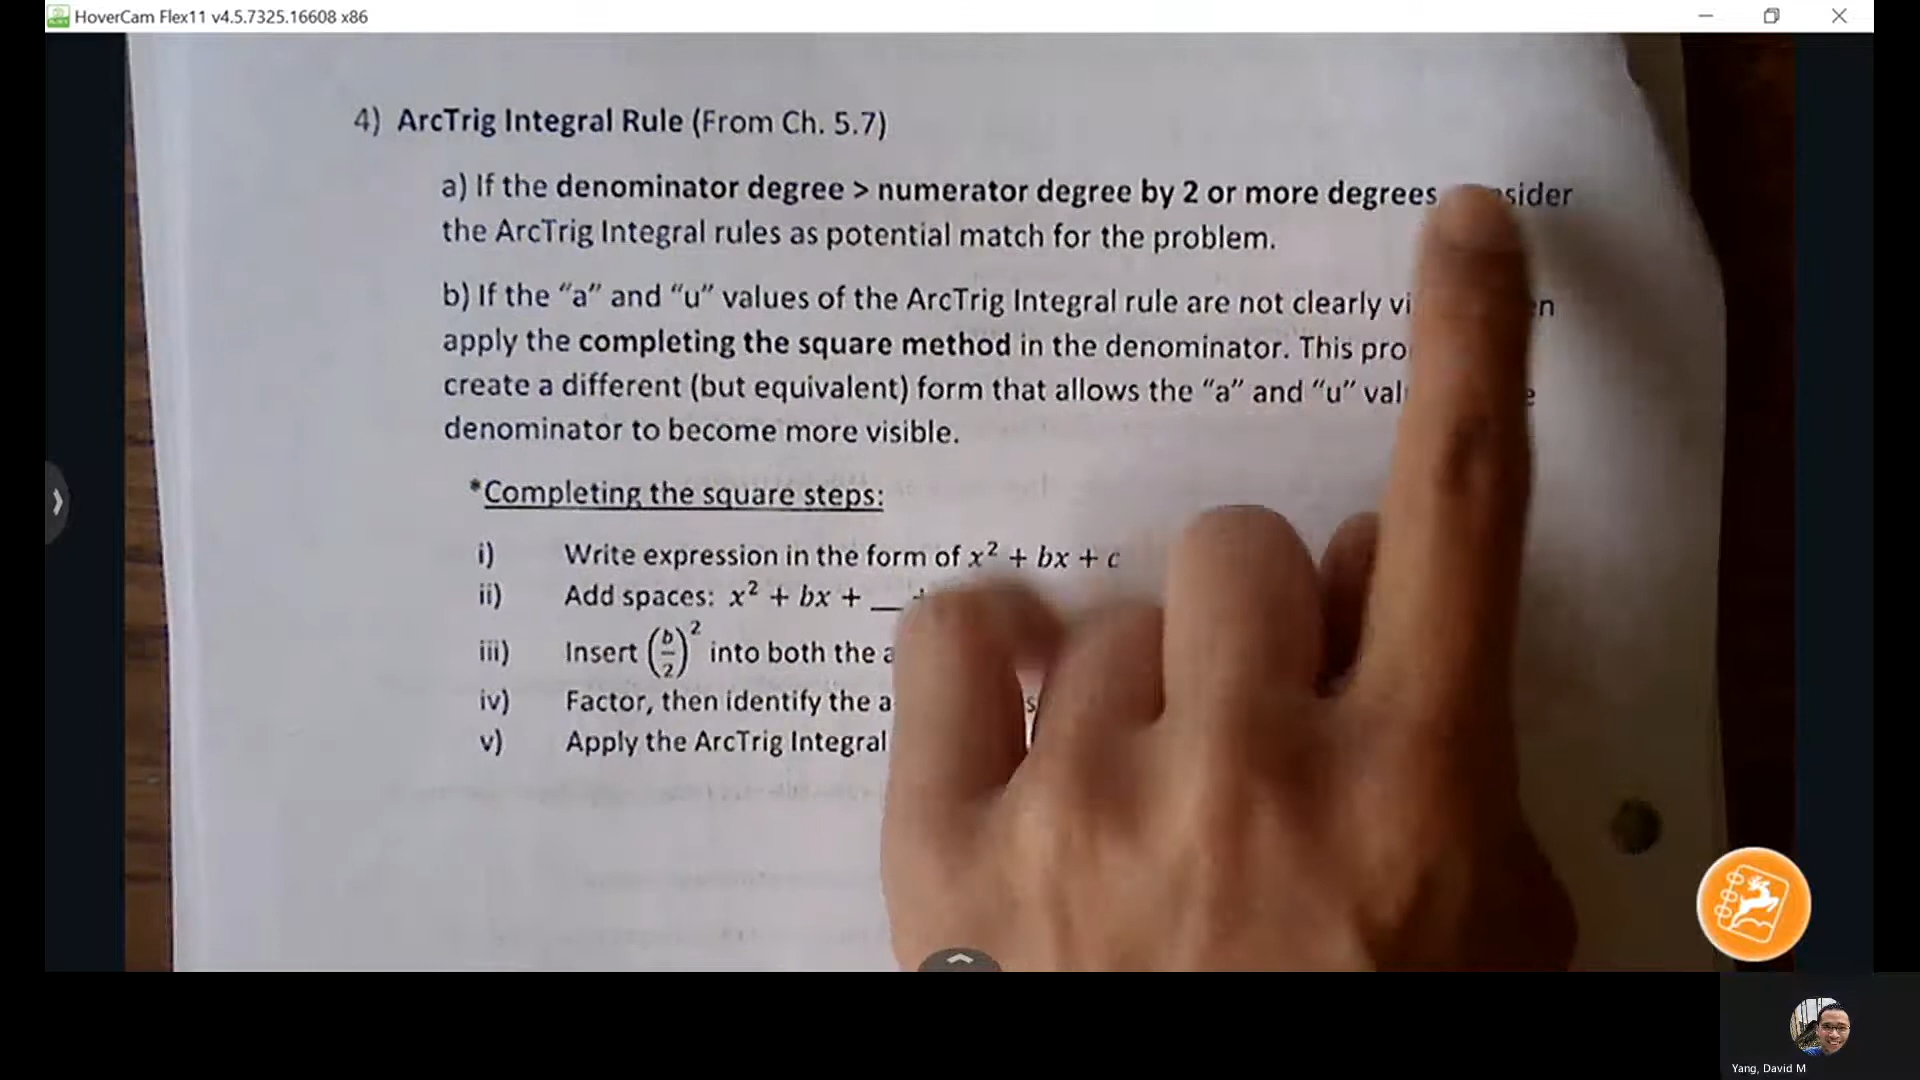 HoverCam Flex11 v4.5.7325.16608 x86
4) ArcTrig Integral Rule (From Ch. 5.7)
a) If the denominator degree > numerator degree by 2 or more degrees
the ArcTrig Integral rules as potential match for the problem.
b) If the “a” and “u” values of the ArcTrig Integral rule are not clearly
apply the completing the square method in the denominator. This
create a different (but equivalent) form that allows the “a” and “u”
denominator to become more visible.
*Completing the square steps:
i) Write expression in the form of x² + bx + c
ii) Add spaces: x² + bx + __
iii) Insert (b/2)² into both the
iv) Factor, then identify the
v) Apply the ArcTrig Integral
Yang, David M